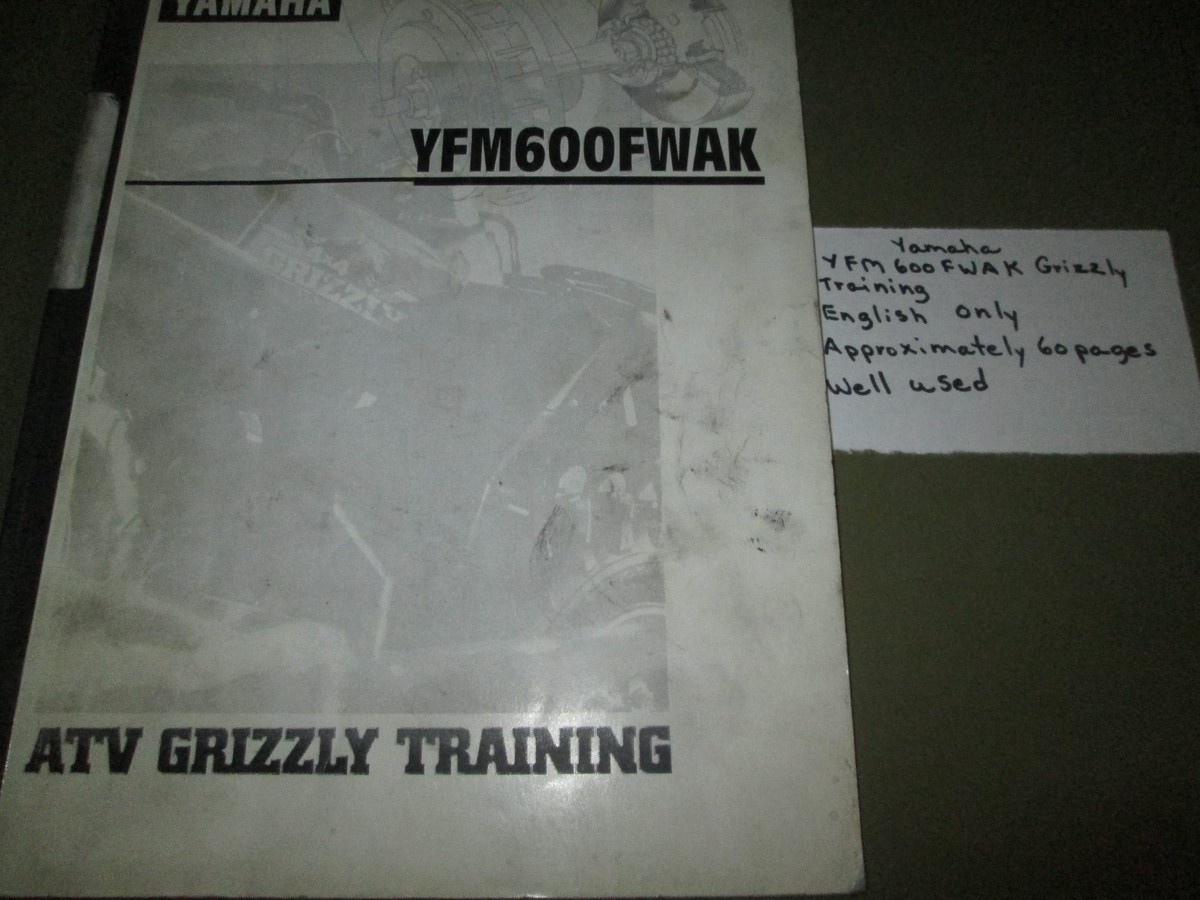 YAMAHA
YFM600FWAK
GRIZZLY
ATV GRIZZLY TRAINING
Yamaha
YFM 600 FWAK Grizzly
Training
English only
Approximately 60 pages
Well used